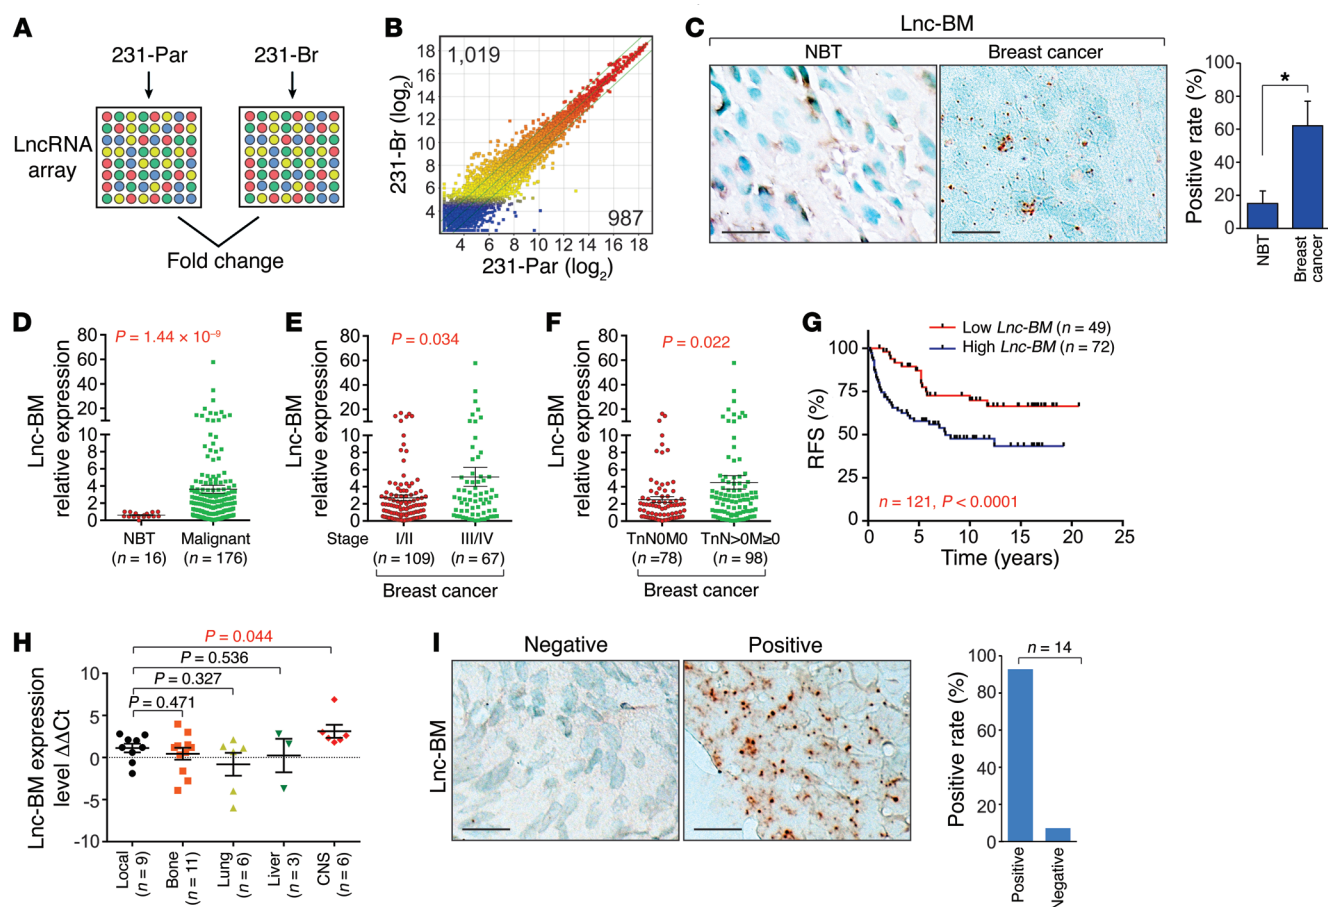 A
231-Par
231-Br
LncRNA
array
Fold change
B
231-Br (log2)
18
16
14
12
10
8
6
4
1,019
987
4
6
8
10
12
14
16
18
231-Par (log2)
C
Lnc-BM
NBT
Breast cancer
Positive rate (%)
100
80
60
40
20
0
*
NBT
Breast
cancer
D
Lnc-BM
relative expression
P = 1.44 × 10–9
80
60
40
20
10
8
6
4
2
0
NBT
(n = 16)
Malignant
(n = 176)
E
Lnc-BM
relative expression
P = 0.034
80
60
40
20
10
8
6
4
2
0
Stage
I/II
(n = 109)
III/IV
(n = 67)
Breast cancer
F
Lnc-BM
relative expression
P = 0.022
80
60
40
20
10
8
6
4
2
0
TnN0M0
(n =78)
TnN>0M≥0
(n = 98)
Breast cancer
G
Low Lnc-BM (n = 49)
High Lnc-BM (n = 72)
RFS (%)
100
75
50
25
0
n = 121, P < 0.0001
0
5
10
15
20
25
Time (years)
H
Lnc-BM expression
level ΔΔCt
P = 0.044
P = 0.536
P = 0.327
P = 0.471
10
5
0
-5
-10
Local
(n = 9)
Bone
(n = 11)
Lung
(n = 6)
Liver
(n = 3)
CNS
(n = 6)
I
Negative
Positive
Lnc-BM
n = 14
Positive rate (%)
100
80
60
40
20
0
Positive
Negative